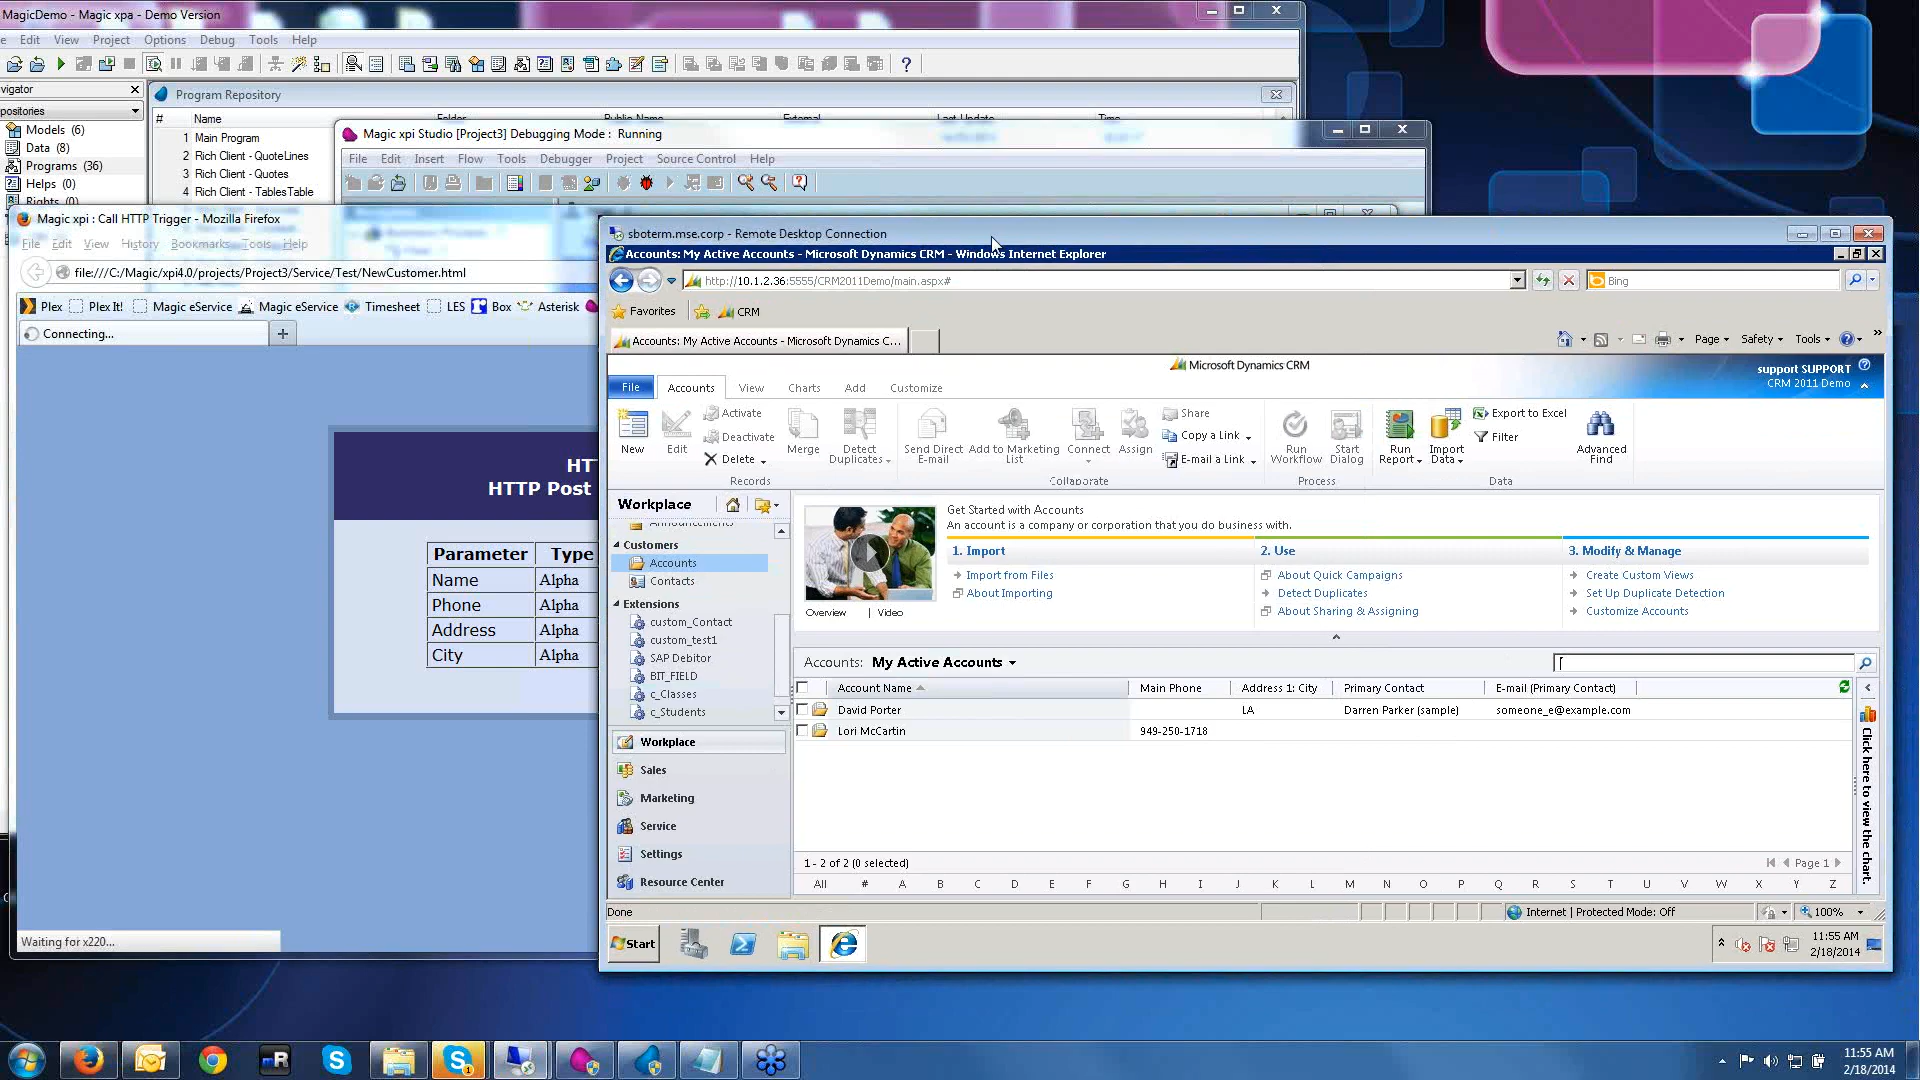 MagicDemo - Magic xpa - Demo Version
Edit View Project Options Debug Tools Help
Program Repository
# Name Folder Public Name External Last Update Time
Models (6)
Data (8)
Programs (36)
Helps (0)
Rights (0)
1 Main Program
2 Rich Client - QuoteLines
3 Rich Client - Quotes
4 Rich Client - TablesTable
Magic xpi Studio [Project3] Debugging Mode : Running
File Edit Insert Flow Tools Debugger Project Source Control Help
Magic xpi : Call HTTP Trigger - Mozilla Firefox
File Edit View History Bookmarks Tools Help
file:///C:/Magic/xpi4.0/projects/Project3/Service/Test/NewCustomer.html
Plex Plex It! Magic eService Magic eService Timesheet LES Box Asterisk
Connecting...
HTTP Post
Parameter Type
Name Alpha
Phone Alpha
Address Alpha
City Alpha
Waiting for x220...
sboterm.mse.corp - Remote Desktop Connection
Accounts: My Active Accounts - Microsoft Dynamics CRM - Windows Internet Explorer
http://10.1.2.36:5555/CRM2011Demo/main.aspx#
Bing
Favorites CRM
Accounts: My Active Accounts - Microsoft Dynamics C...
Page Safety Tools
Microsoft Dynamics CRM
support SUPPORT
CRM 2011 Demo
File Accounts View Charts Add Customize
New
Edit
Activate
Deactivate
Delete
Merge
Detect Duplicates
Records
Send Direct E-mail
Add to Marketing List
Connect
Assign
Share
Copy a Link
E-mail a Link
Collaborate
Run Workflow
Start Dialog
Process
Run Report
Import Data
Export to Excel
Filter
Advanced Find
Data
Workplace
Announcements
Customers
Accounts
Contacts
Extensions
custom_Contact
custom_test1
SAP Debitor
BIT_FIELD
c_Classes
c_Students
Workplace
Sales
Marketing
Service
Settings
Resource Center
Get Started with Accounts
An account is a company or corporation that you do business with.
Overview | Video
1. Import
Import from Files
About Importing
2. Use
About Quick Campaigns
Detect Duplicates
About Sharing & Assigning
3. Modify & Manage
Create Custom Views
Set Up Duplicate Detection
Customize Accounts
Accounts: My Active Accounts
Account Name Main Phone Address 1: City Primary Contact E-mail (Primary Contact)
David Porter LA Darren Parker (sample) someone_e@example.com
Lori McCartin 949-250-1718
Click here to view the chart.
1 - 2 of 2 (0 selected)
Page 1
All # A B C D E F G H I J K L M N O P Q R S T U V W X Y Z
Done
Internet | Protected Mode: Off
100%
Start
11:55 AM
2/18/2014
11:55 AM
2/18/2014